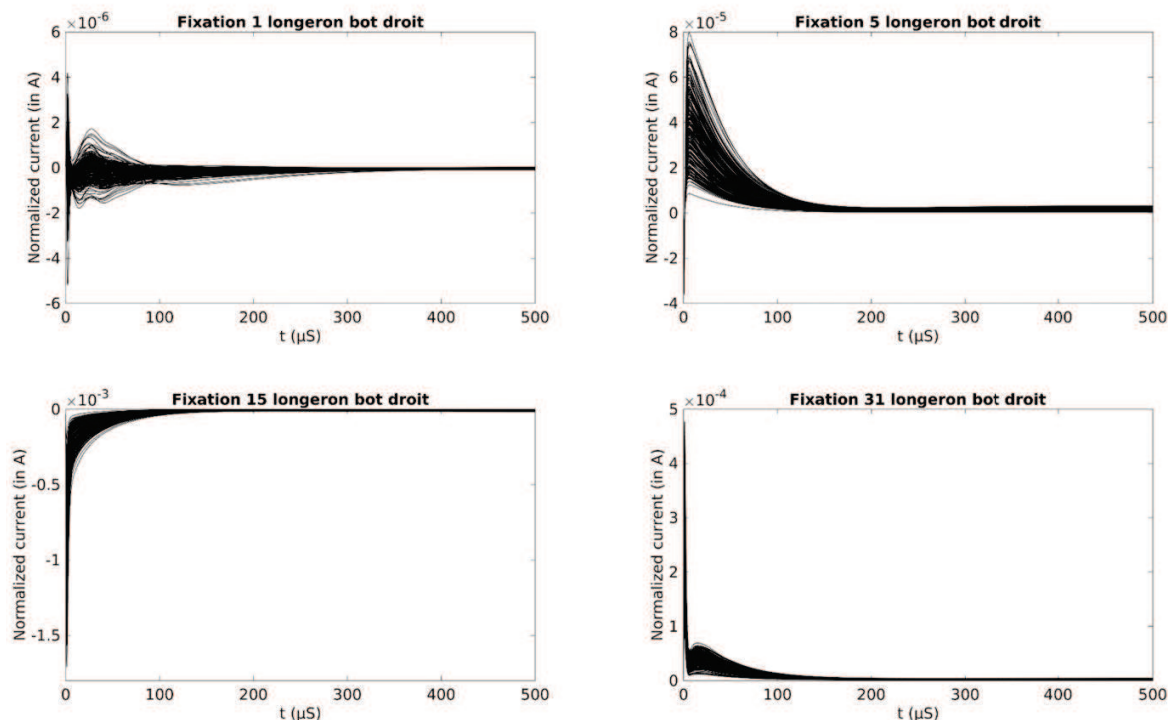 ×10-6
Fixation 1 longeron bot droit
6
4
2
0
-2
-4
-6
Normalized current (in A)
0 100 200 300 400 500
t (µS)
×10-5
Fixation 5 longeron bot droit
8
6
4
2
0
-2
-4
Normalized current (in A)
0 100 200 300 400 500
t (µS)
×10-3
Fixation 15 longeron bot droit
0
-0.5
-1
-1.5
Normalized current (in A)
0 100 200 300 400 500
t (µS)
×10-4
Fixation 31 longeron bot droit
5
4
3
2
1
0
Normalized current (in A)
0 100 200 300 400 500
t (µS)